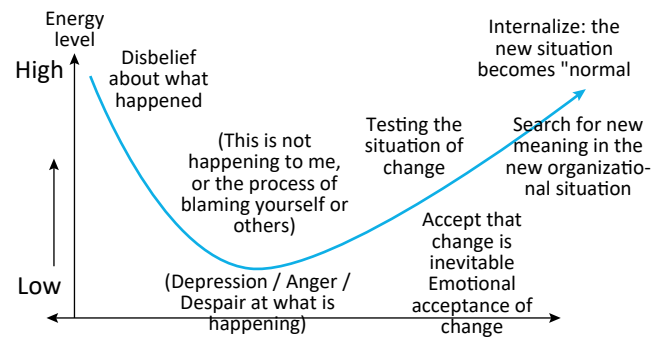 Energy
level
High
Low
Disbelief
about what
happened
(This is not
happening to me,
or the process of
blaming yourself or
others)
(Depression / Anger /
Despair at what is
happening)
Testing the
situation of
change
Accept that
change is
inevitable
Emotional
acceptance of
change
Search for new
meaning in the
new organizatio-
nal situation
Internalize: the
new situation
becomes "normal